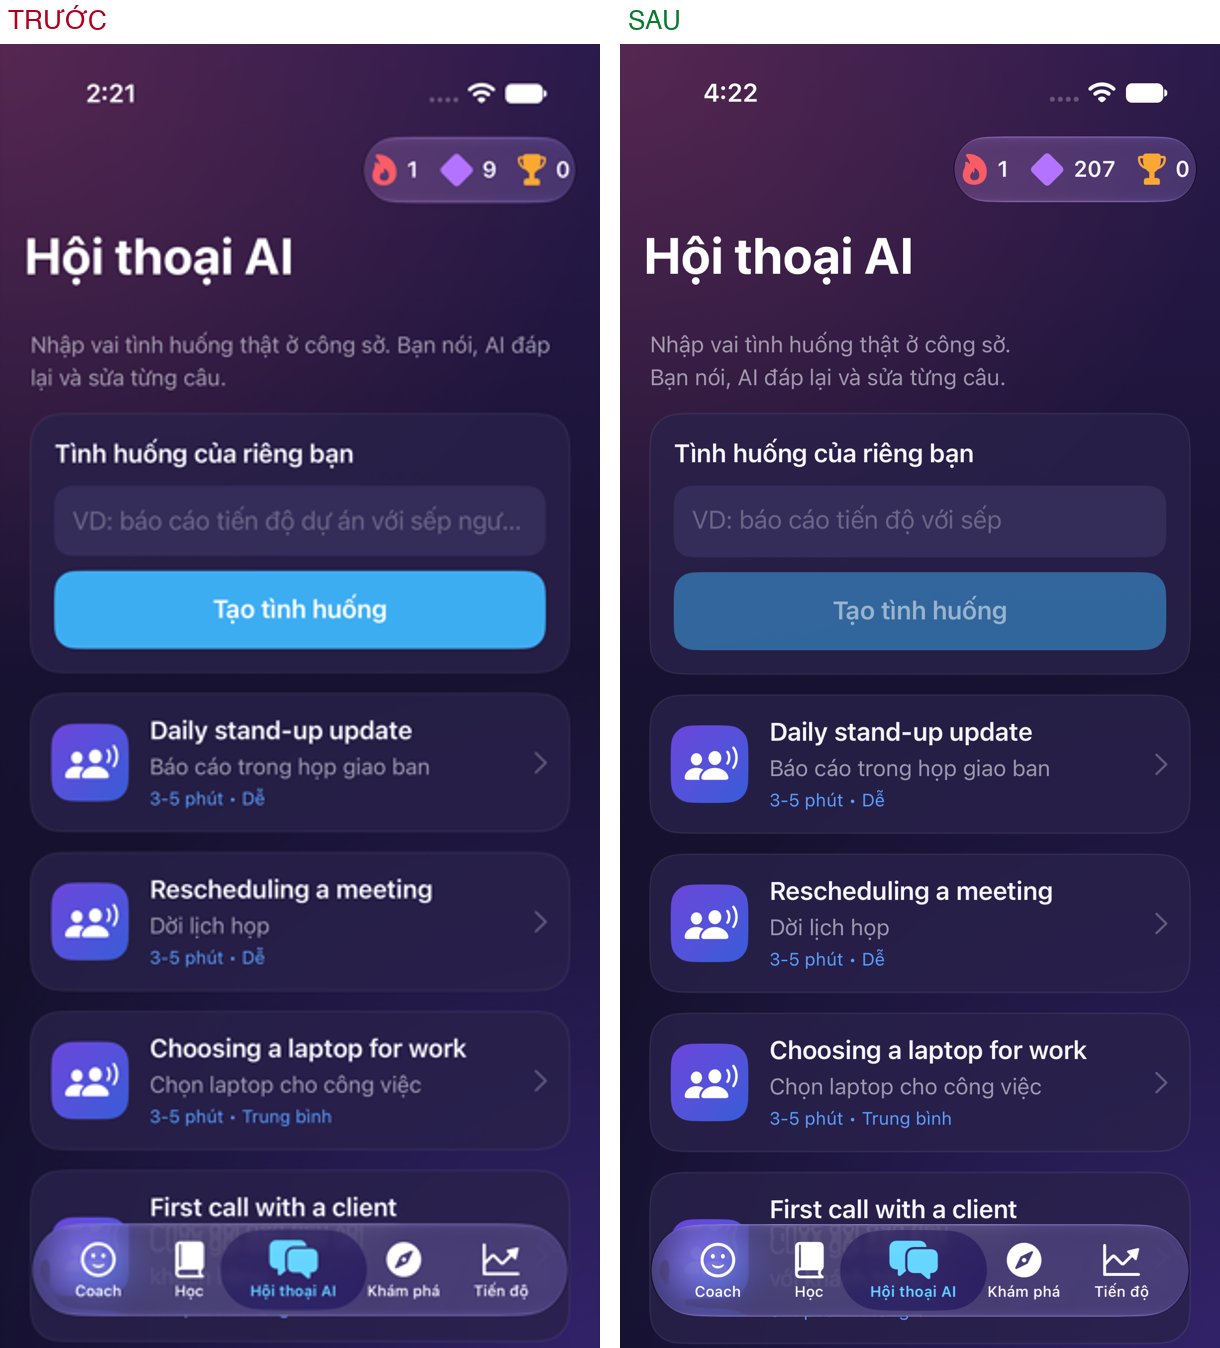 TRƯỚC
2:21
1 9 0
Hội thoại AI
Nhập vai tình huống thật ở công sở. Bạn nói, AI đáp
lại và sửa từng câu.
Tình huống của riêng bạn
VD: báo cáo tiến độ dự án với sếp ngư...
Tạo tình huống
Daily stand-up update
Báo cáo trong họp giao ban
3-5 phút • Dễ
Rescheduling a meeting
Dời lịch họp
3-5 phút • Dễ
Choosing a laptop for work
Chọn laptop cho công việc
3-5 phút • Trung bình
First call with a client
Coach Học Hội thoại AI Khám phá Tiến độ
SAU
4:22
1 207 0
Hội thoại AI
Nhập vai tình huống thật ở công sở.
Bạn nói, AI đáp lại và sửa từng câu.
Tình huống của riêng bạn
VD: báo cáo tiến độ với sếp
Tạo tình huống
Daily stand-up update
Báo cáo trong họp giao ban
3-5 phút • Dễ
Rescheduling a meeting
Dời lịch họp
3-5 phút • Dễ
Choosing a laptop for work
Chọn laptop cho công việc
3-5 phút • Trung bình
First call with a client
Coach Học Hội thoại AI Khám phá Tiến độ